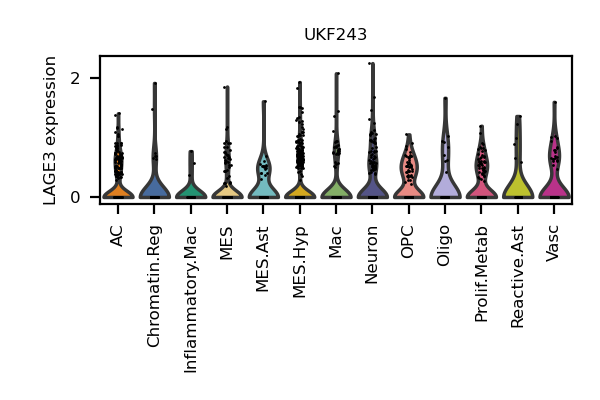 UKF243
LAGE3 expression
2
0
AC
Chromatin.Reg
Inflammatory.Mac
MES
MES.Ast
MES.Hyp
Mac
Neuron
OPC
Oligo
Prolif.Metab
Reactive.Ast
Vasc